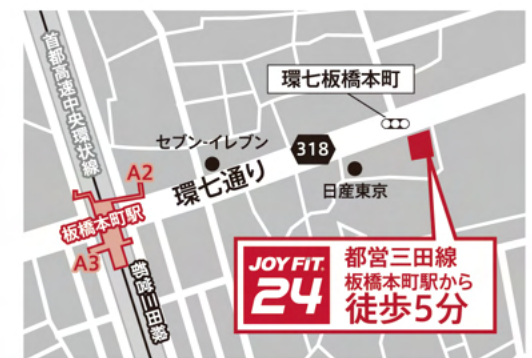 首都高速中央環状線
環七板橋本町
セブン-イレブン
318
A2
環七通り
日産東京
板橋本町駅
A3
都営三田線
JOYFIT.
24
都営三田線
板橋本町駅から
徒歩5分